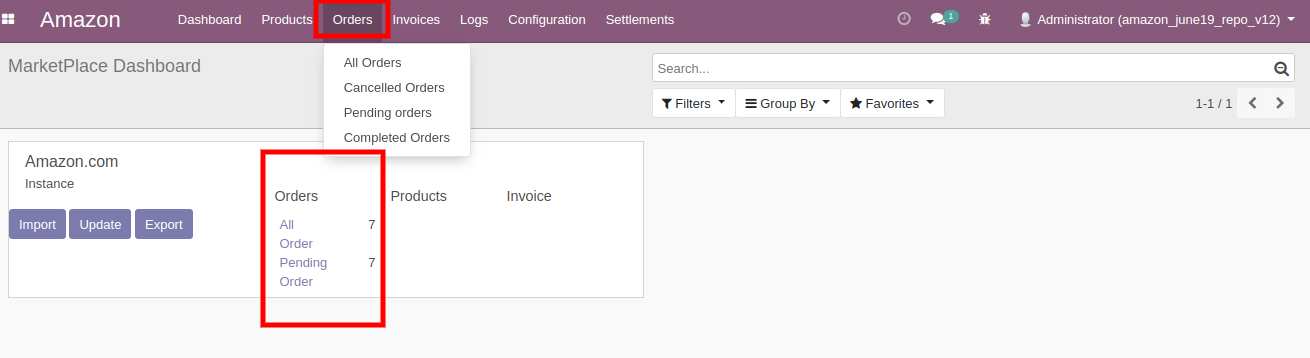 Amazon Dashboard Products Orders Invoices Logs Configuration Settlements 1 Administrator (amazon_june19_repo_v12)
MarketPlace Dashboard
All Orders
Cancelled Orders
Pending orders
Completed Orders
Search...
Filters Group By Favorites 1-1 / 1
Amazon.com
Instance
Import Update Export
Orders Products Invoice
All 7
Order
Pending 7
Order